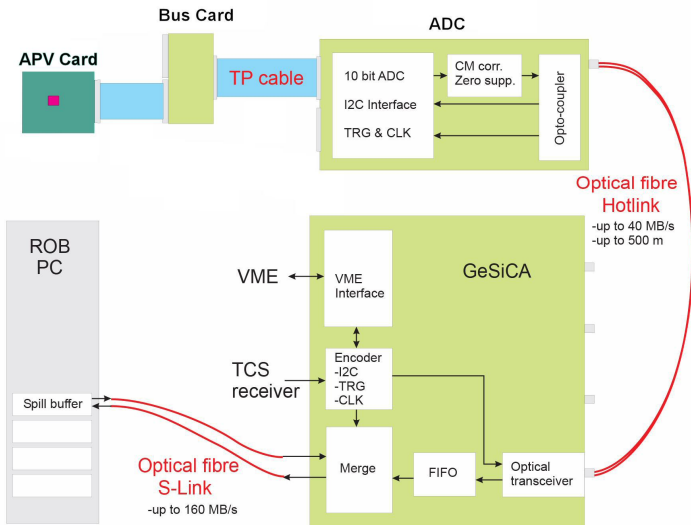 Bus Card
ADC
APV Card
TP cable
10 bit ADC
I2C Interface
TRG & CLK
CM corr.
Zero supp.
Opto-coupler
Optical fibre
Hotlink
-up to 40 MB/s
-up to 500 m
ROB
PC
Spill buffer
VME
VME
Interface
GeSiCA
TCS
receiver
Encoder
-I2C
-TRG
-CLK
Merge
FIFO
Optical
transceiver
Optical fibre
S-Link
-up to 160 MB/s